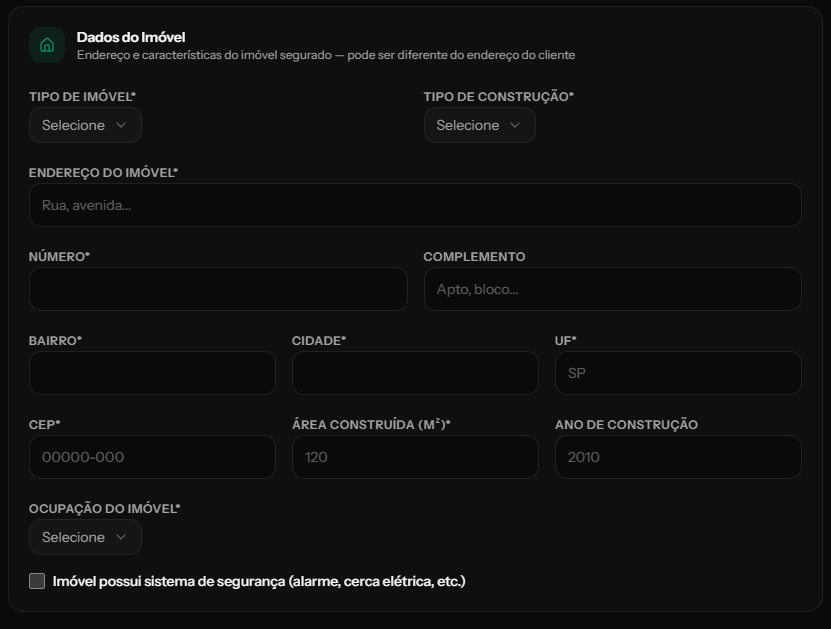 Dados do Imóvel
Endereço e características do imóvel segurado — pode ser diferente do endereço do cliente
TIPO DE IMÓVEL* TIPO DE CONSTRUÇÃO*
Selecione Selecione
ENDEREÇO DO IMÓVEL*
Rua, avenida...
NÚMERO* COMPLEMENTO
Apto, bloco...
BAIRRO* CIDADE* UF*
SP
CEP* ÁREA CONSTRUÍDA (M²)* ANO DE CONSTRUÇÃO
00000-000 120 2010
OCUPAÇÃO DO IMÓVEL*
Selecione
Imóvel possui sistema de segurança (alarme, cerca elétrica, etc.)